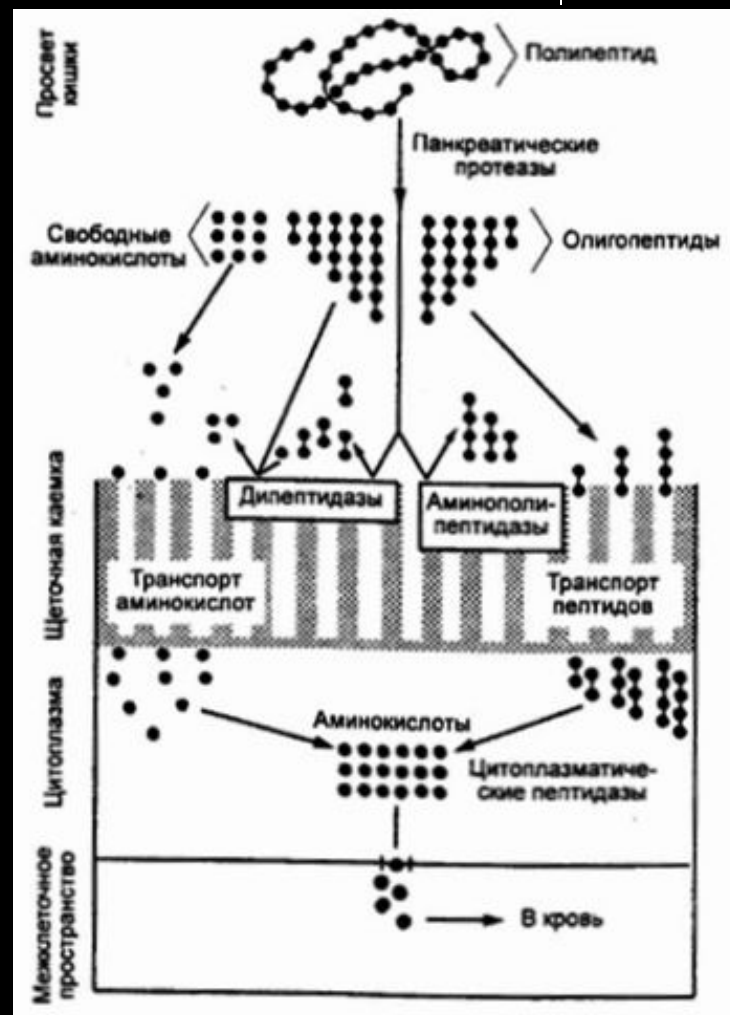 Просвет
кишки
Полипептид
Панкреатические
протеазы
Свободные
аминокислоты
Олигопептиды
Щеточная каемка
Дипептидазы
Аминополи-
пептидазы
Транспорт
аминокислот
Транспорт
пептидов
Цитоплазма
Аминокислоты
Цитоплазматиче-
ские пептидазы
Межклеточное
пространство
В кровь